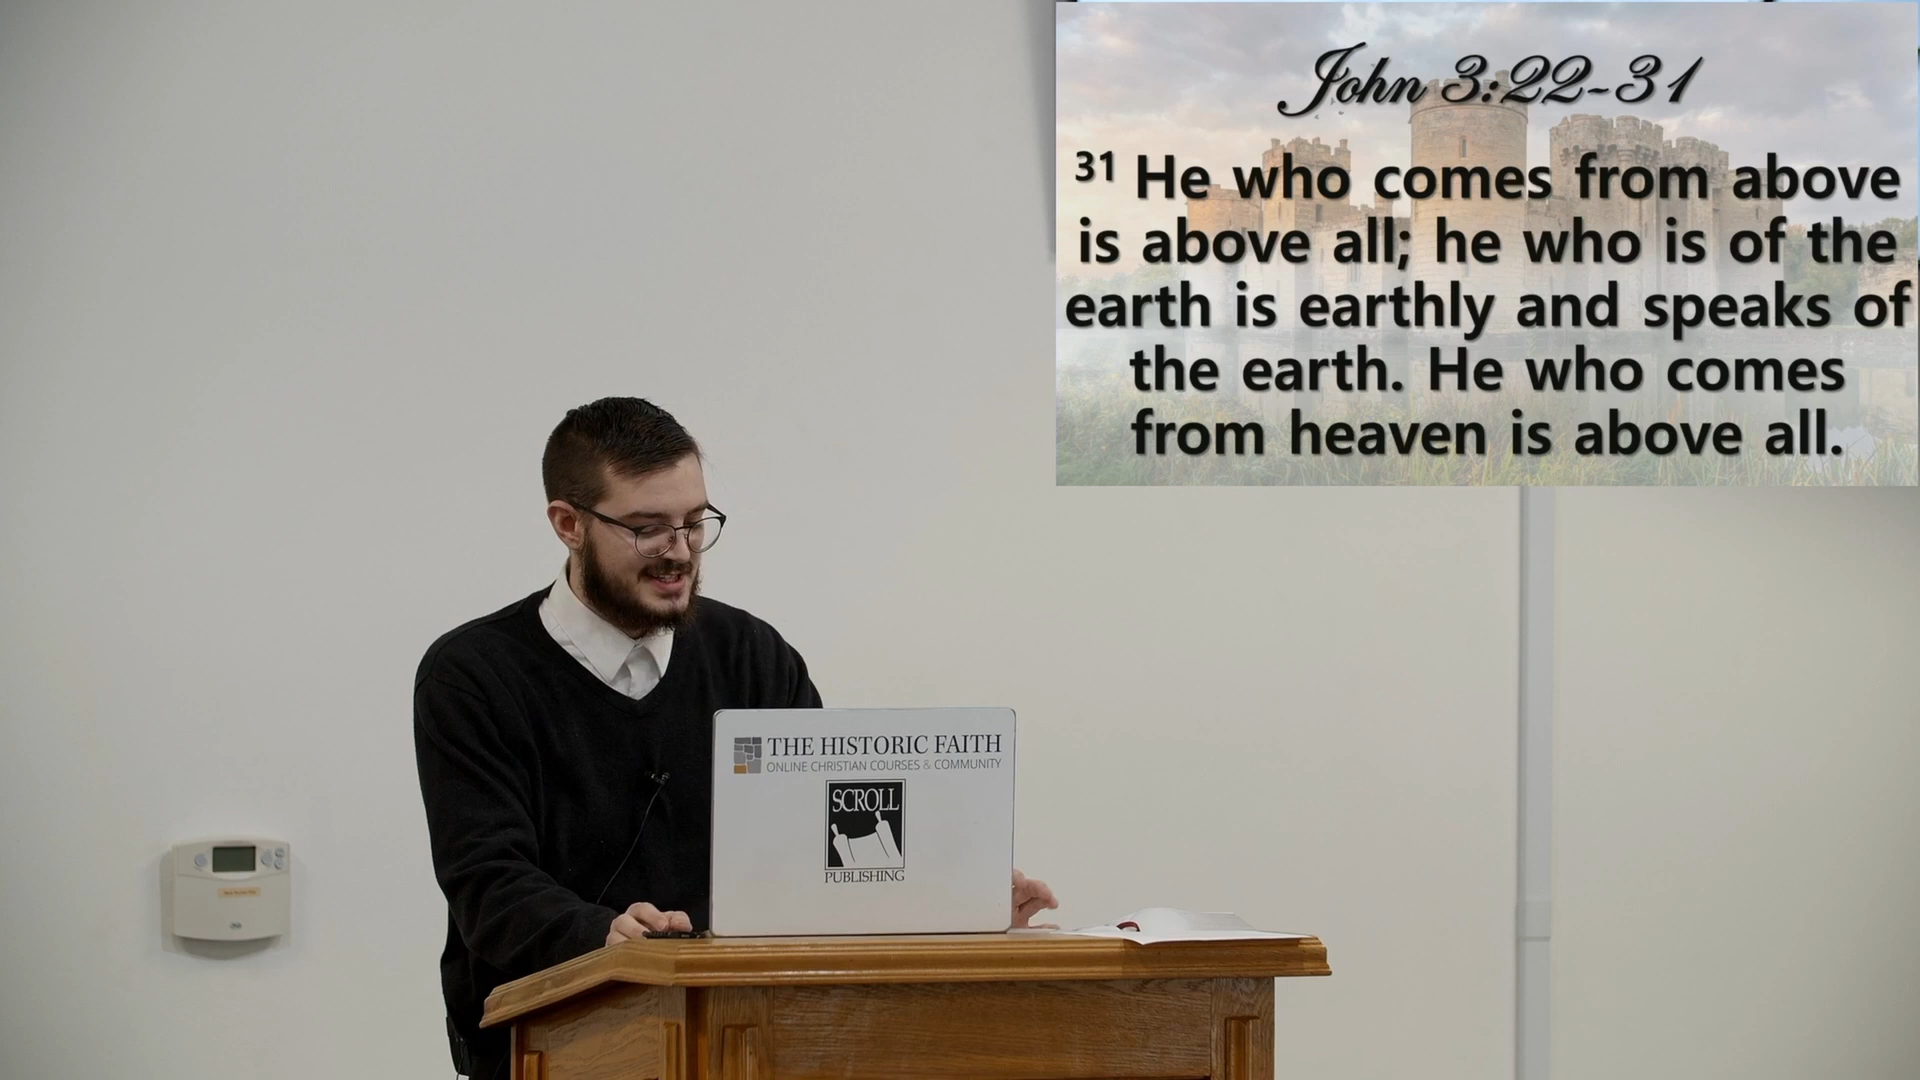 John 3:22-31
31 He who comes from above
is above all; he who is of the
earth is earthly and speaks of
the earth. He who comes
from heaven is above all.
THE HISTORIC FAITH
ONLINE CHRISTIAN COURSES & COMMUNITY
SCROLL
PUBLISHING